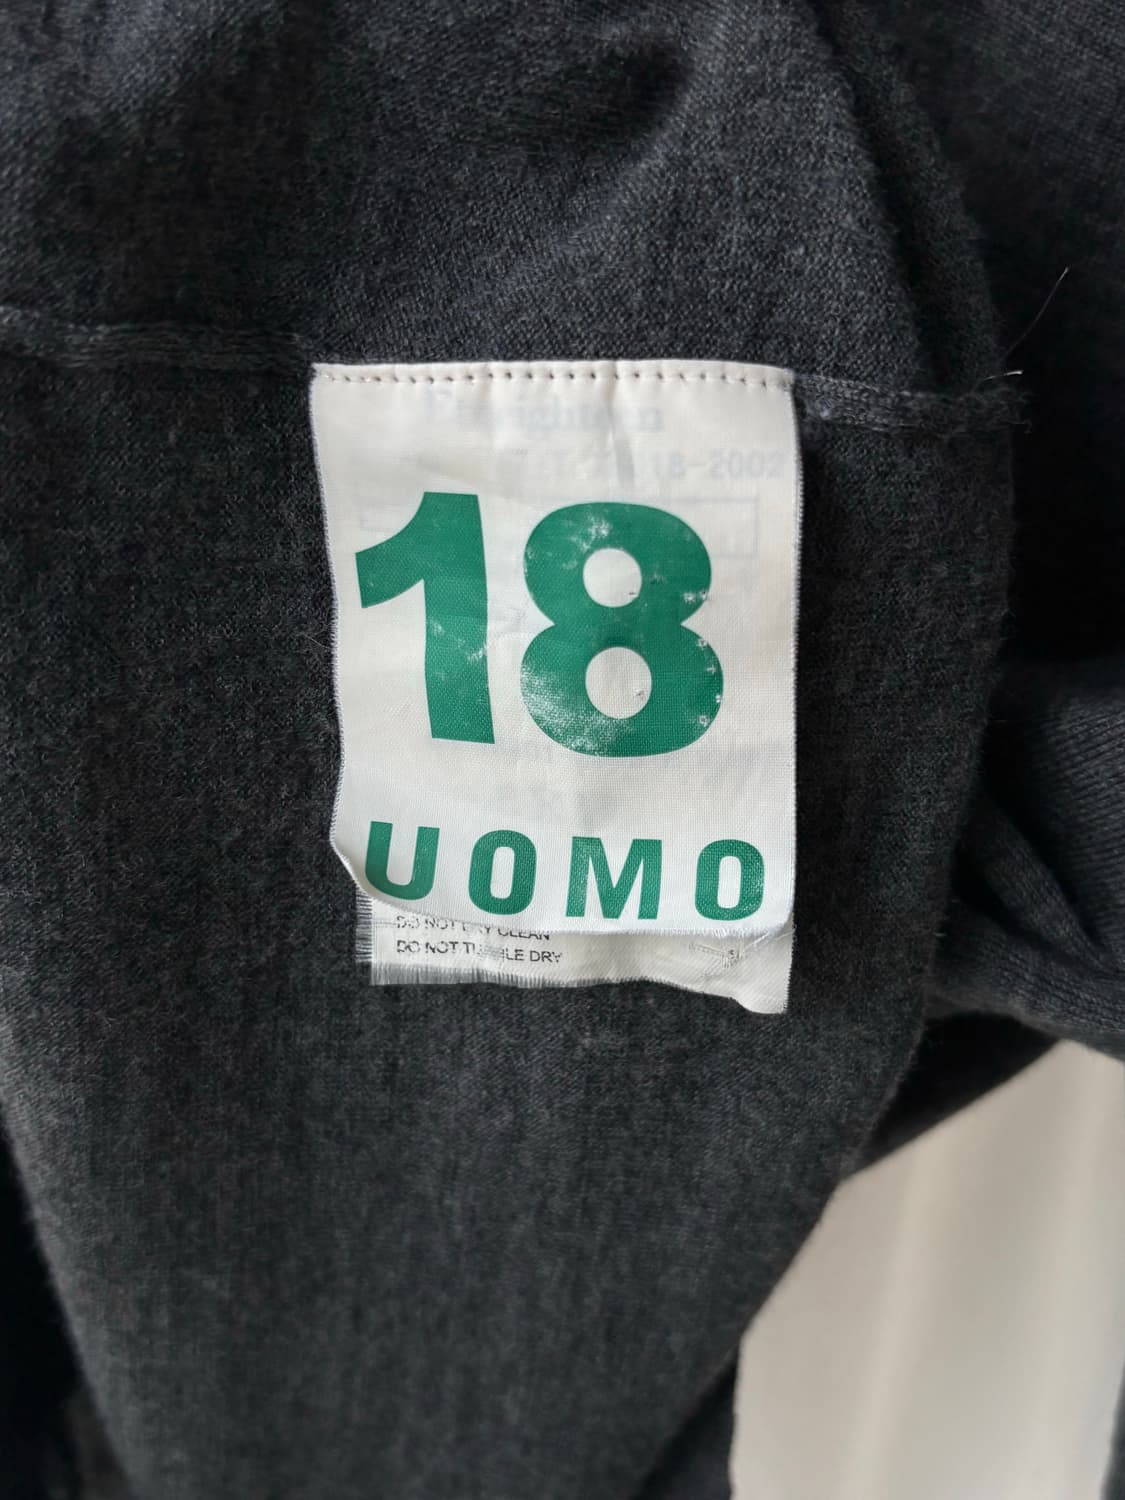 18
UOMO
DO NOT DRY CLEAN
DO NOT TUMBLE DRY